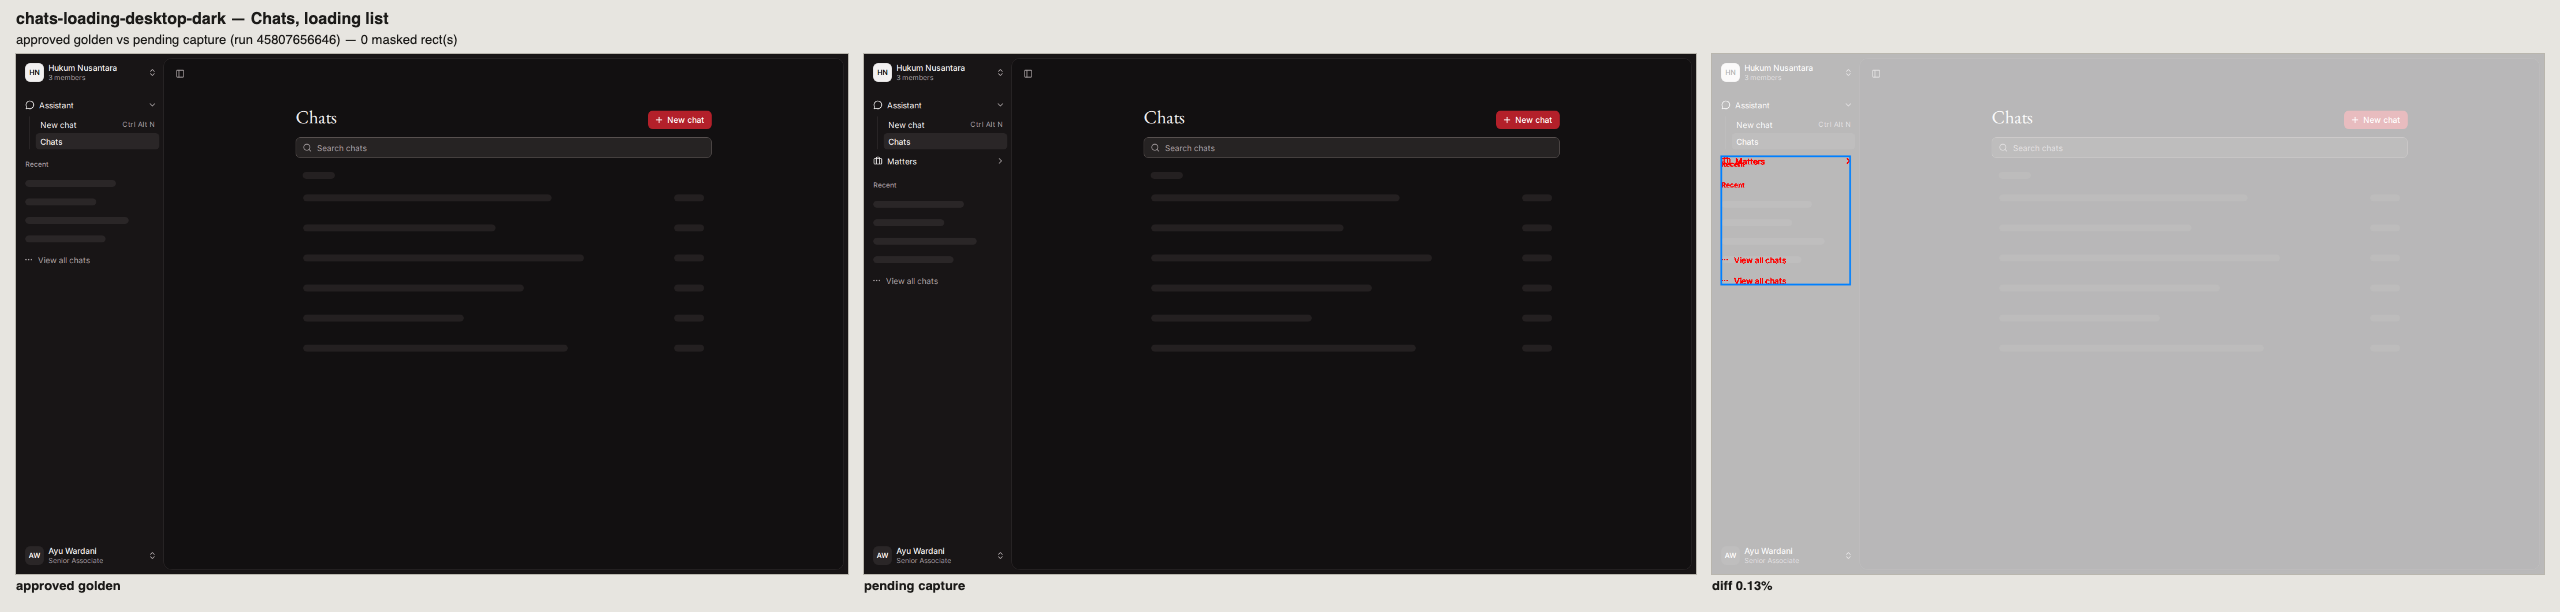 chats-loading-desktop-dark — Chats, loading list
approved golden vs pending capture (run 45807656646) — 0 masked rect(s)
HN Hukum Nusantara
3 members
Assistant
New chat Ctrl Alt N
Chats
Recent
View all chats
AW Ayu Wardani
Senior Associate
Chats
+ New chat
Search chats
approved golden
HN Hukum Nusantara
3 members
Assistant
New chat Ctrl Alt N
Chats
Matters
Recent
View all chats
AW Ayu Wardani
Senior Associate
Chats
+ New chat
Search chats
pending capture
HN Hukum Nusantara
3 members
Assistant
New chat Ctrl Alt N
Chats
Matters
Recent
Recent
View all chats
View all chats
AW Ayu Wardani
Senior Associate
Chats
+ New chat
Search chats
diff 0.13%